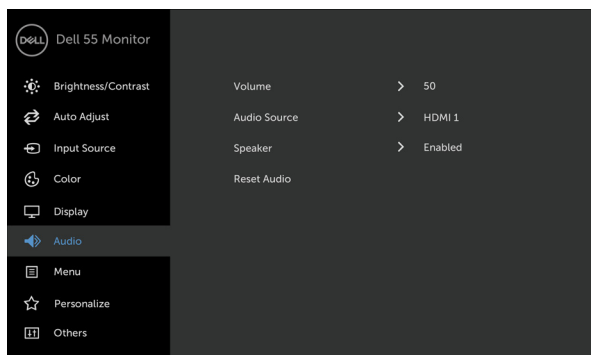 DELL Dell 55 Monitor
Brightness/Contrast
Auto Adjust
Input Source
Color
Display
Audio
Menu
Personalize
Others
Volume > 50
Audio Source > HDMI 1
Speaker > Enabled
Reset Audio